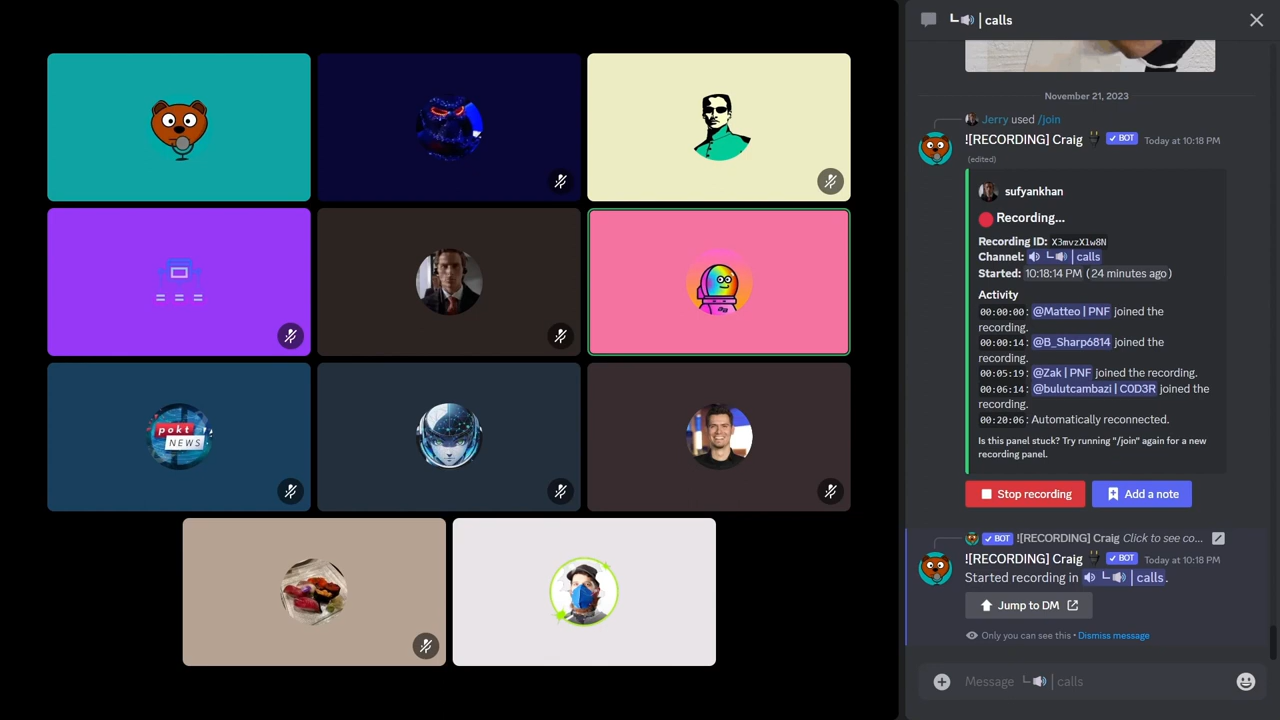 pokt
NEWS
calls
November 21, 2023
Jerry used /join
![RECORDING] Craig BOT Today at 10:18 PM
(edited)
sufyankhan
Recording...
Recording ID: X3mvzX1w8N
Channel: calls
Started: 10:18:14 PM (24 minutes ago)
Activity
00:00:00: @Matteo | PNF joined the
recording.
00:00:14: @B_Sharp6814 joined the
recording.
00:05:19: @Zak | PNF joined the recording.
00:06:14: @bulutcambazi | C0D3R joined the
recording.
00:20:06: Automatically reconnected.
Is this panel stuck? Try running "/join" again for a new
recording panel.
Stop recording Add a note
BOT ![RECORDING] Craig Click to see co...
![RECORDING] Craig BOT Today at 10:18 PM
Started recording in calls.
Jump to DM
Only you can see this • Dismiss message
Message calls